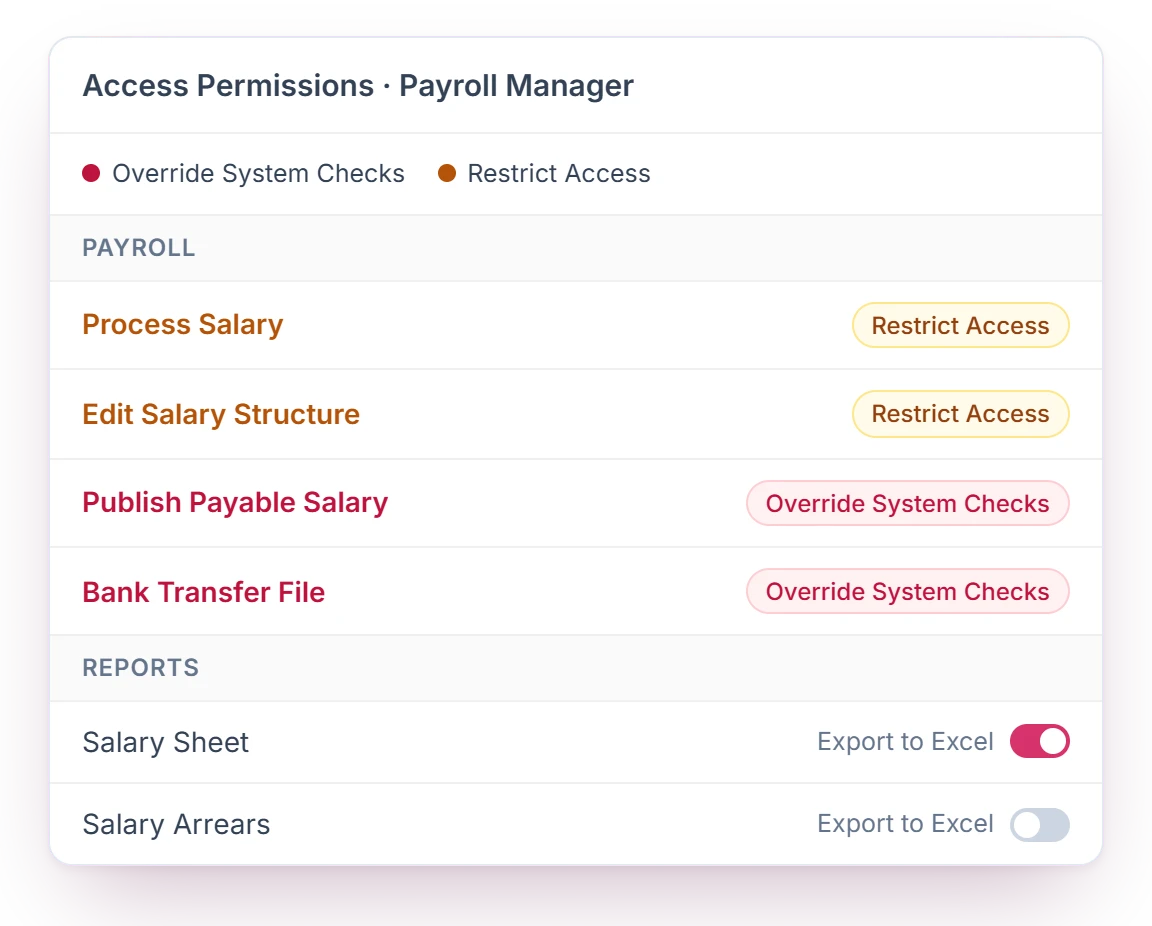 Access Permissions · Payroll Manager
Override System Checks Restrict Access
PAYROLL
Process Salary Restrict Access
Edit Salary Structure Restrict Access
Publish Payable Salary Override System Checks
Bank Transfer File Override System Checks
REPORTS
Salary Sheet Export to Excel
Salary Arrears Export to Excel